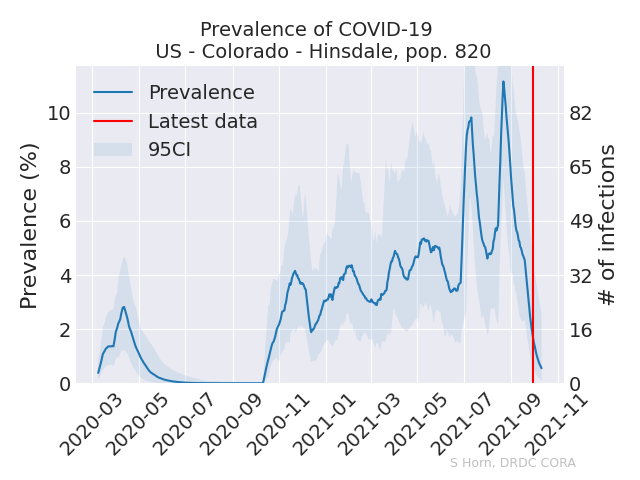 Prevalence of COVID-19
US - Colorado - Hinsdale, pop. 820
Prevalence
Latest data
95CI
Prevalence (%)
10
8
6
4
2
0
82
65
49
32
16
0
# of infections
2020-03
2020-05
2020-07
2020-09
2020-11
2021-01
2021-03
2021-05
2021-07
2021-09
2021-11
S Horn, DRDC CORA